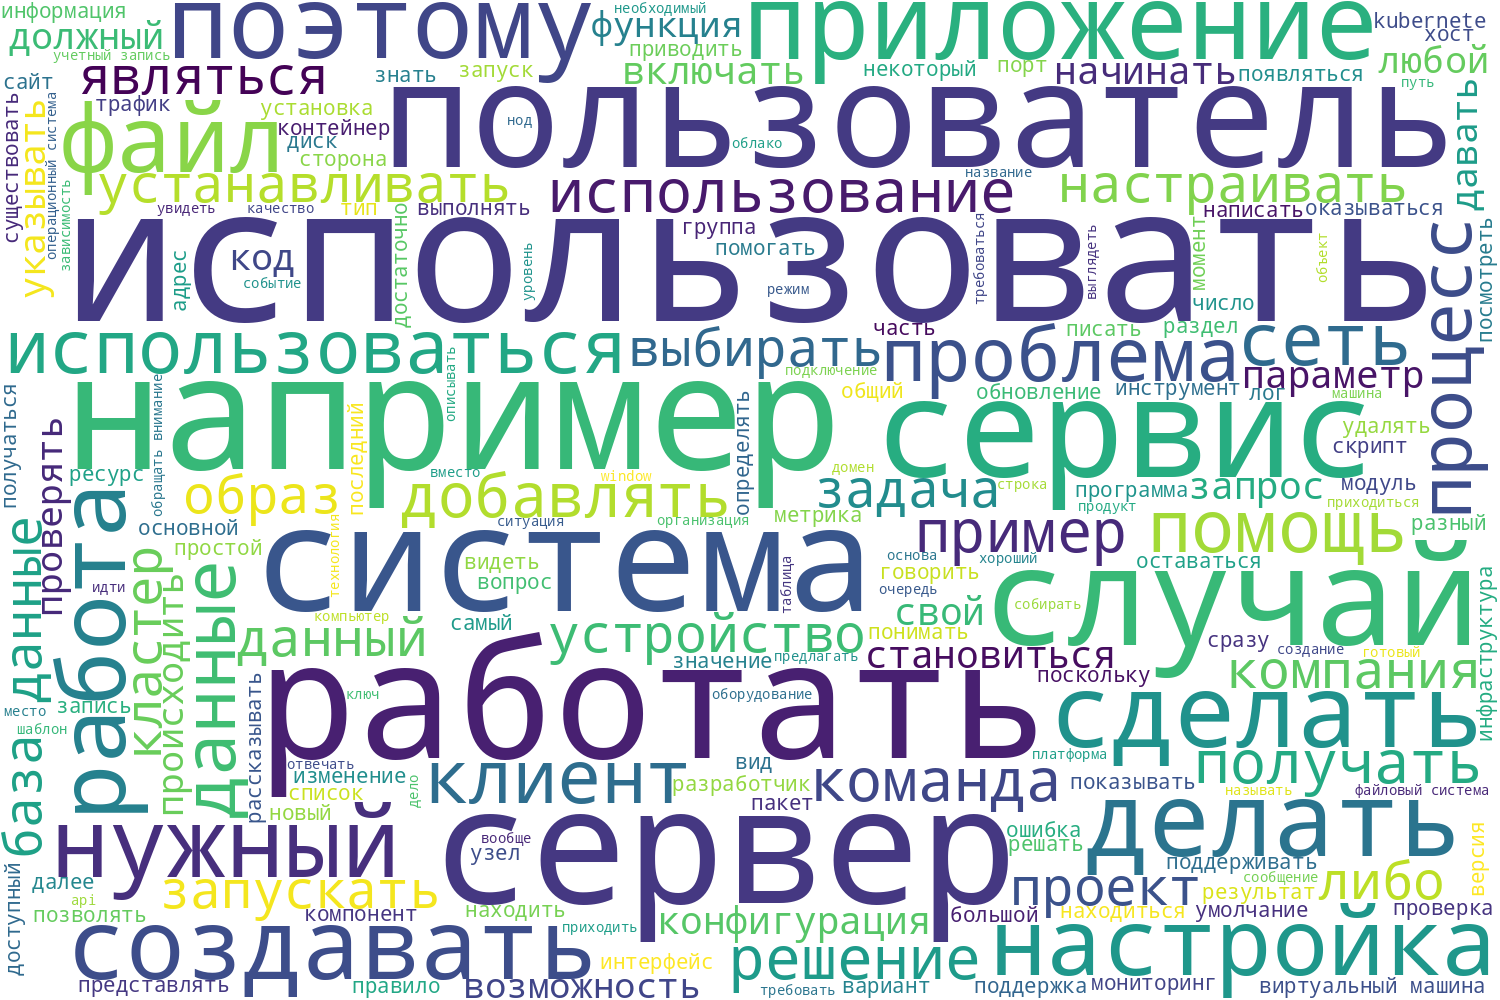 информация
должный
учетный запись
поэтому
необходимый
функция
приводить
приложение
kubernete
хост
любой
путь
сайт
являться
знать
запуск
включать
некоторый
порт
начинать
появляться
трафик
файл
установка
контейнер
диск
сторона
пользователь
нод
облако
давать
существовать
указывать
операционный система
зависимость
устанавливать
использование
название
настраивать
увидеть
качество
тип
выполнять
группа
помогать
написать
оказываться
использовать
код
событие
адрес
достаточно
уровень
режим
требоваться
выглядеть
момент
число
объект
процесс
посмотреть
использоваться
выбирать
часть
проблема
писать
раздел
сеть
описывать
подключение
общий
обновление
инструмент
параметр
лог
машина
получаться
проверять
обращать внимание
например
последний
определять
сервис
удалять
скрипт
ресурс
образ
добавлять
вместо
window
домен
задача
строка
программа
продукт
запрос
модуль
приходиться
работа
основной
простой
ситуация
организация
метрика
пример
помощь
разный
данные
кластер
идти
происходить
данные
система
технология
видеть
вопрос
таблица
основа
хороший
говорить
очередь
оставаться
случай
компьютер
самый
данный
устройство
понимать
свой
собирать
сразу
создание
готовый
инфраструктура
значение
предлагать
становиться
поскольку
компания
место
запись
шаблон
база
рассказывать
работать
ключ
оборудование
платформа
сделать
отвечать
изменение
список
новый
дело
клиент
разработчик
вид
пакет
команда
показывать
получать
называть
файловый система
нужный
сервер
вообще
узел
ошибка
решать
делать
поддерживать
сообщение
результат
либо
версия
доступный
далее
api
позволять
запускать
компонент
находить
приходить
конфигурация
большой
проект
находиться
умолчание
проверка
создавать
интерфейс
решение
настройка
представлять
правило
возможность
требовать
вариант
поддержка
мониторинг
виртуальный машина